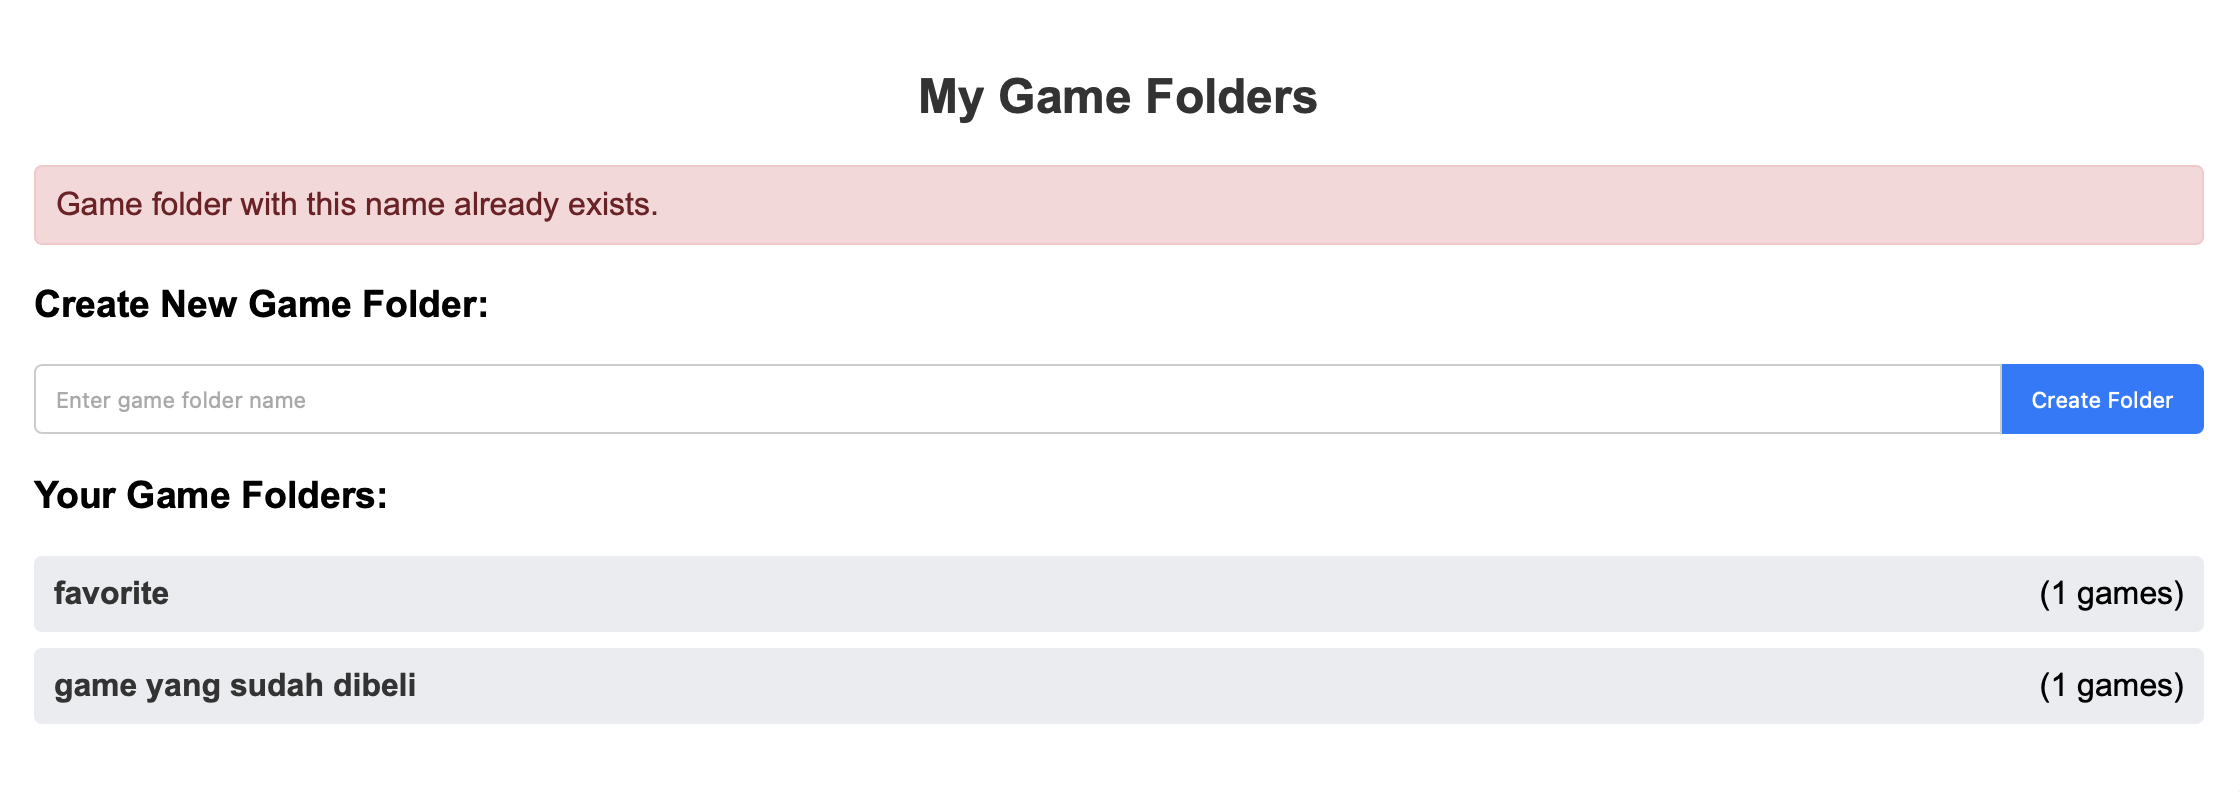 My Game Folders
Game folder with this name already exists.
Create New Game Folder:
Enter game folder name
Create Folder
Your Game Folders:
favorite (1 games)
game yang sudah dibeli (1 games)